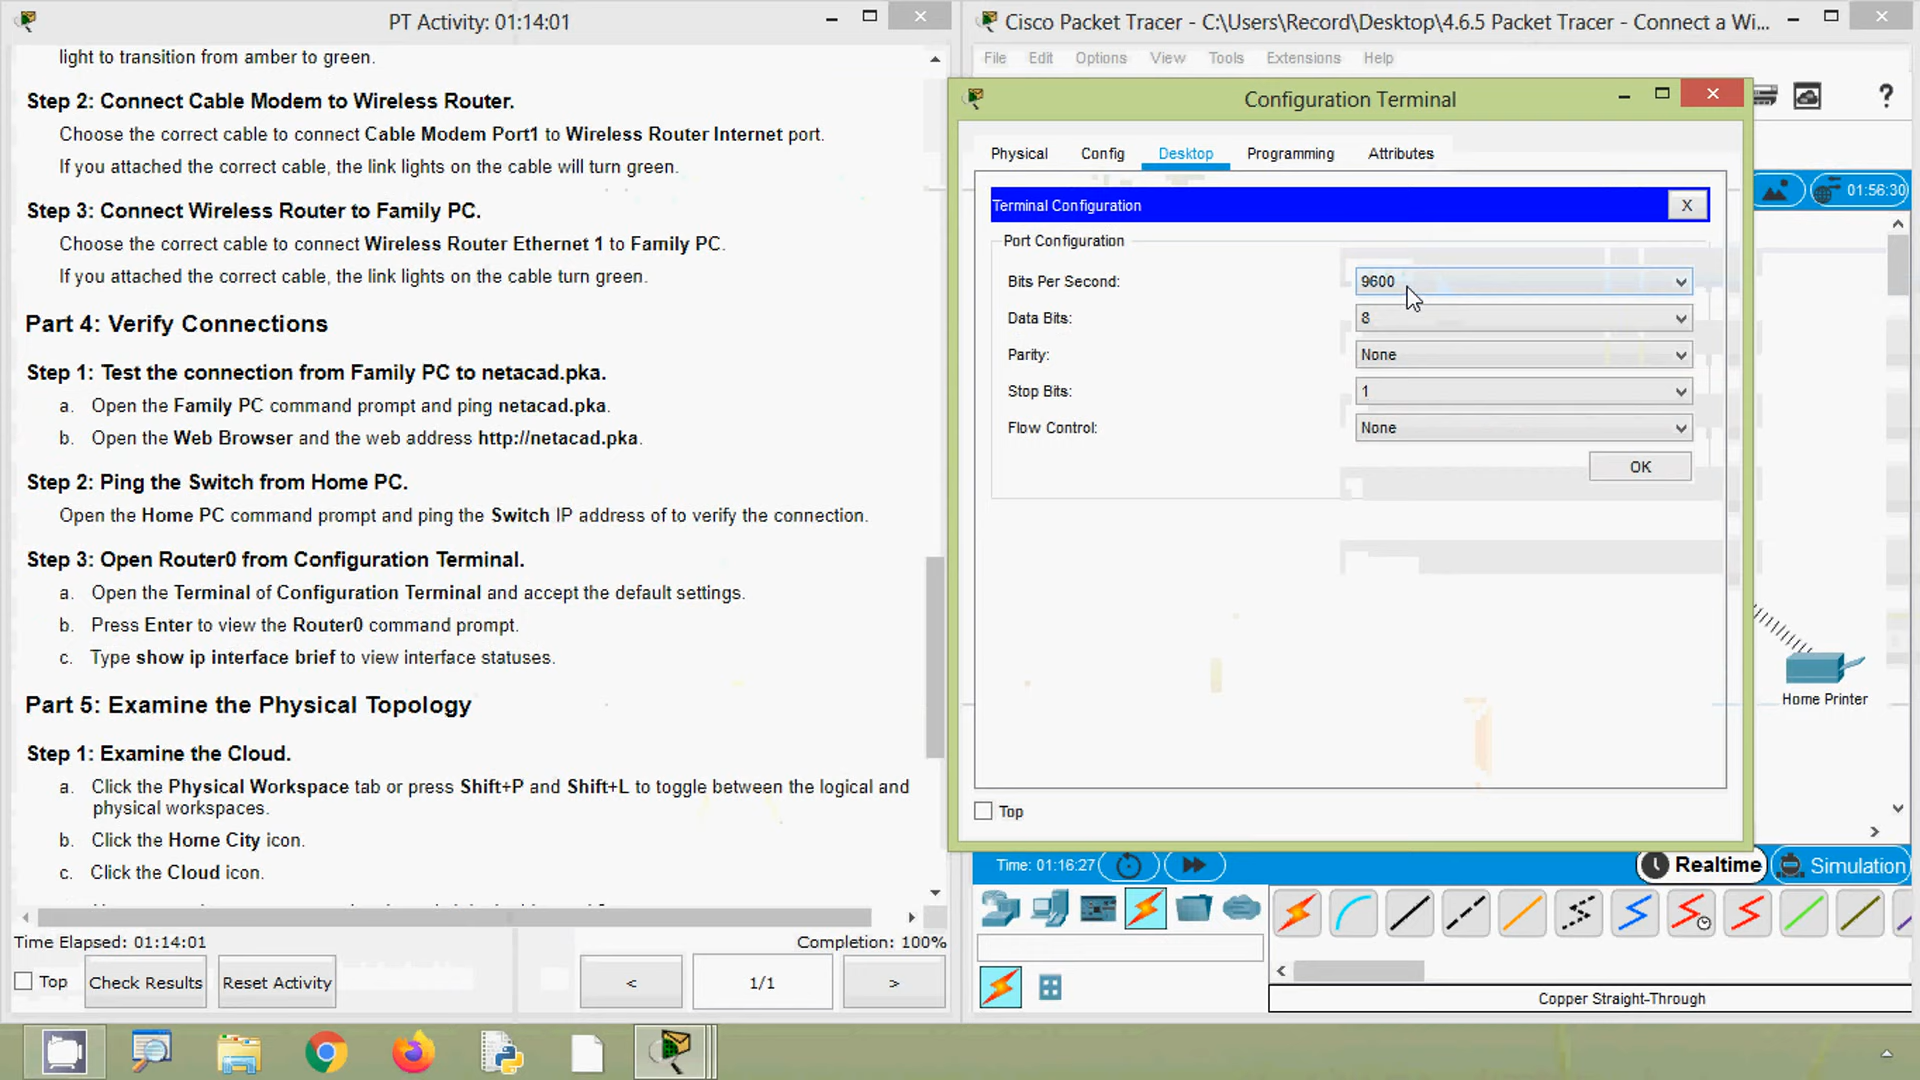 PT Activity: 01:14:01
light to transition from amber to green.
Step 2: Connect Cable Modem to Wireless Router.
Choose the correct cable to connect Cable Modem Port1 to Wireless Router Internet port.
If you attached the correct cable, the link lights on the cable will turn green.
Step 3: Connect Wireless Router to Family PC.
Choose the correct cable to connect Wireless Router Ethernet 1 to Family PC.
If you attached the correct cable, the link lights on the cable turn green.
Part 4: Verify Connections
Step 1: Test the connection from Family PC to netacad.pka.
a. Open the Family PC command prompt and ping netacad.pka.
b. Open the Web Browser and the web address http://netacad.pka.
Step 2: Ping the Switch from Home PC.
Open the Home PC command prompt and ping the Switch IP address of to verify the connection.
Step 3: Open Router0 from Configuration Terminal.
a. Open the Terminal of Configuration Terminal and accept the default settings.
b. Press Enter to view the Router0 command prompt.
c. Type show ip interface brief to view interface statuses.
Part 5: Examine the Physical Topology
Step 1: Examine the Cloud.
a. Click the Physical Workspace tab or press Shift+P and Shift+L to toggle between the logical and
physical workspaces.
b. Click the Home City icon.
c. Click the Cloud icon.
Time Elapsed: 01:14:01
Completion: 100%
Top
Check Results
Reset Activity
<
1/1
>
Cisco Packet Tracer - C:\Users\Record\Desktop\4.6.5 Packet Tracer - Connect a Wi...
File Edit Options View Tools Extensions Help
?
01:56:30
Configuration Terminal
Physical Config Desktop Programming Attributes
Terminal Configuration
X
Port Configuration
Bits Per Second: 9600
Data Bits: 8
Parity: None
Stop Bits: 1
Flow Control: None
OK
Top
Home Printer
Time: 01:16:27
Realtime
Simulation
Copper Straight-Through